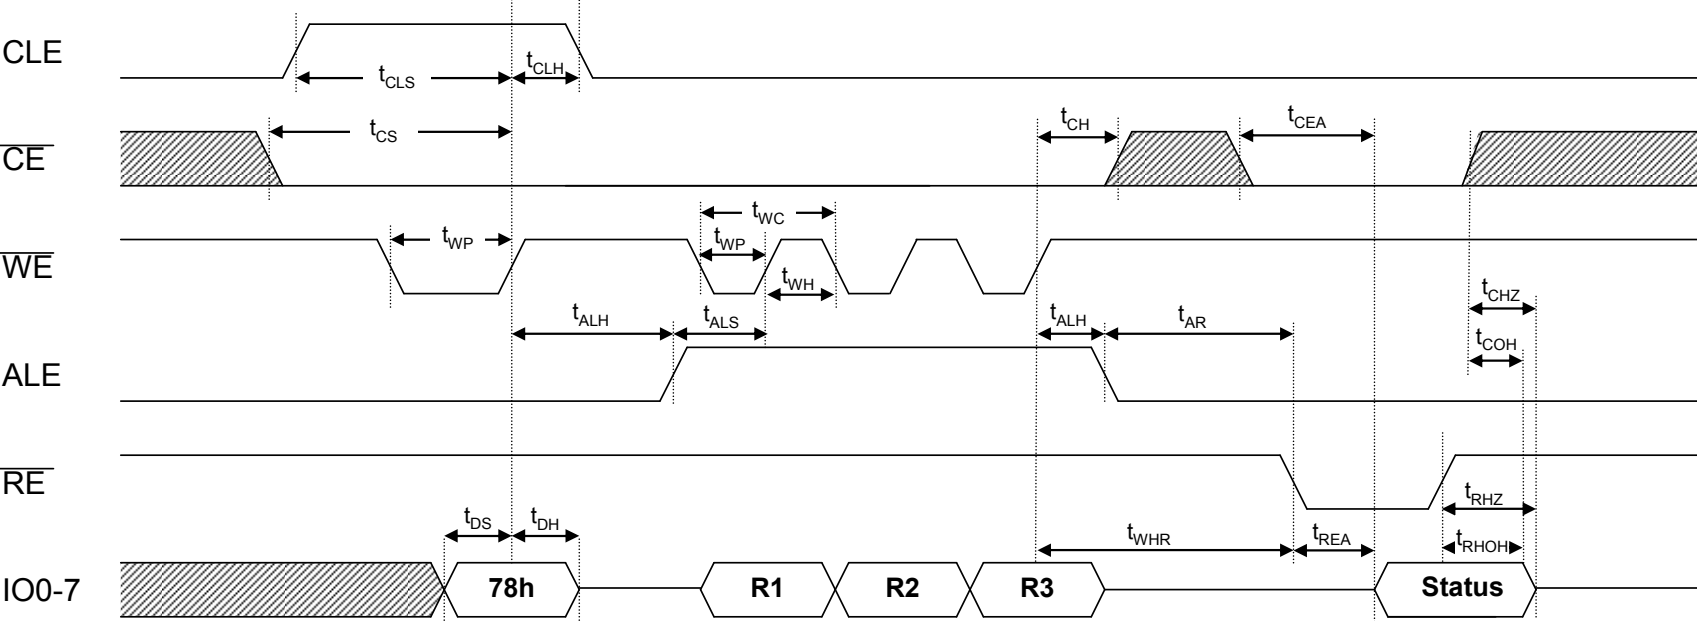 CLE
tCLS
tCLH
CE
tCS
tCH
tCEA
WE
tWP
tWC
tWP
tWH
tALH
tALS
tALH
tAR
tCHZ
tCOH
ALE
RE
tDS
tDH
tWHR
tREA
tRHZ
tRHOH
IO0-7
78h
R1
R2
R3
Status